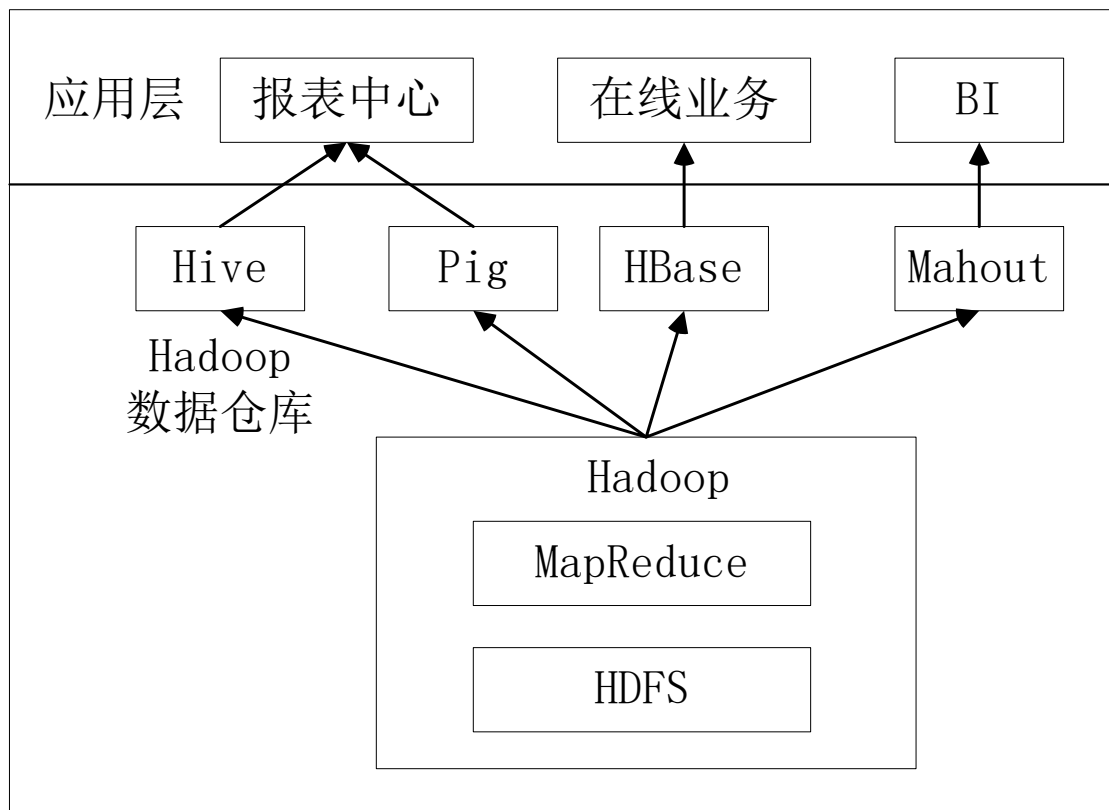 应用层
报表中心
在线业务
BI
Hive
Pig
HBase
Mahout
Hadoop
数据仓库
Hadoop
MapReduce
HDFS